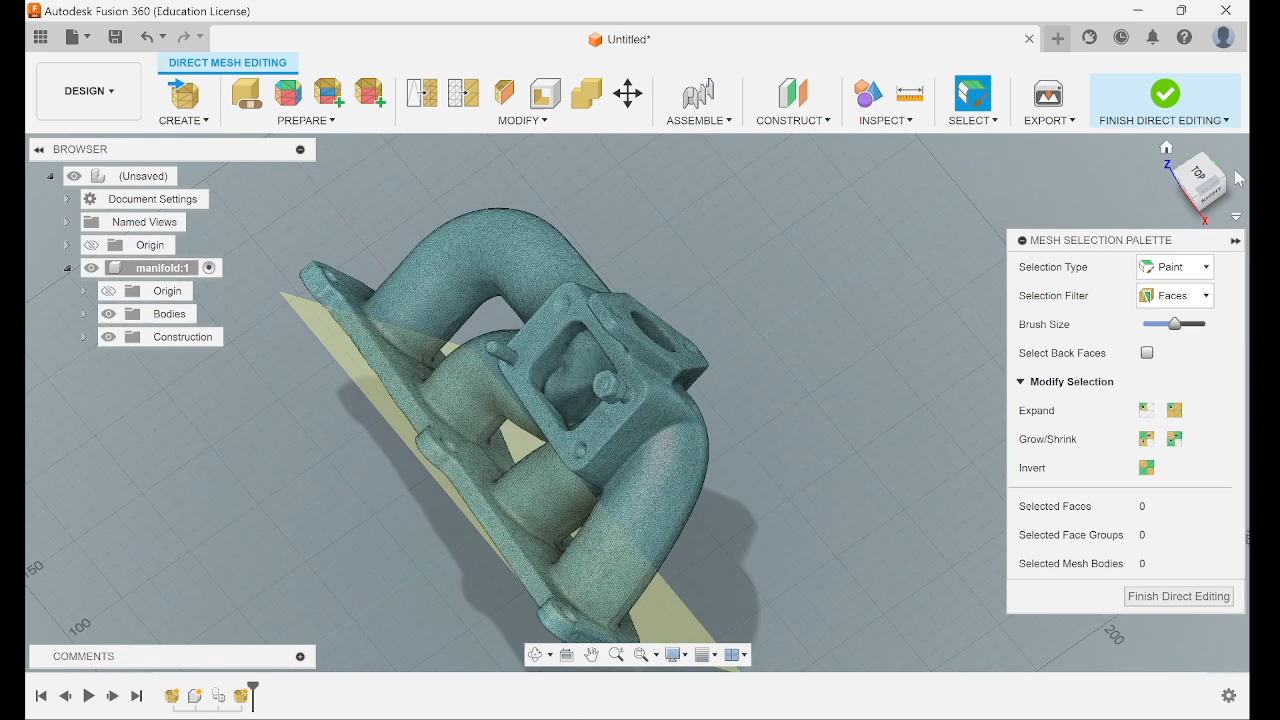 Autodesk Fusion 360 (Education License)
Untitled*
DIRECT MESH EDITING
DESIGN
CREATE
PREPARE
MODIFY
ASSEMBLE
CONSTRUCT
INSPECT
SELECT
EXPORT
FINISH DIRECT EDITING
BROWSER
(Unsaved)
Document Settings
Named Views
Origin
manifold:1
Origin
Bodies
Construction
Z
TOP
RIGHT
X
MESH SELECTION PALETTE
Selection Type Paint
Selection Filter Faces
Brush Size
Select Back Faces
Modify Selection
Expand
Grow/Shrink
Invert
Selected Faces 0
Selected Face Groups 0
Selected Mesh Bodies 0
Finish Direct Editing
150
100
200
COMMENTS